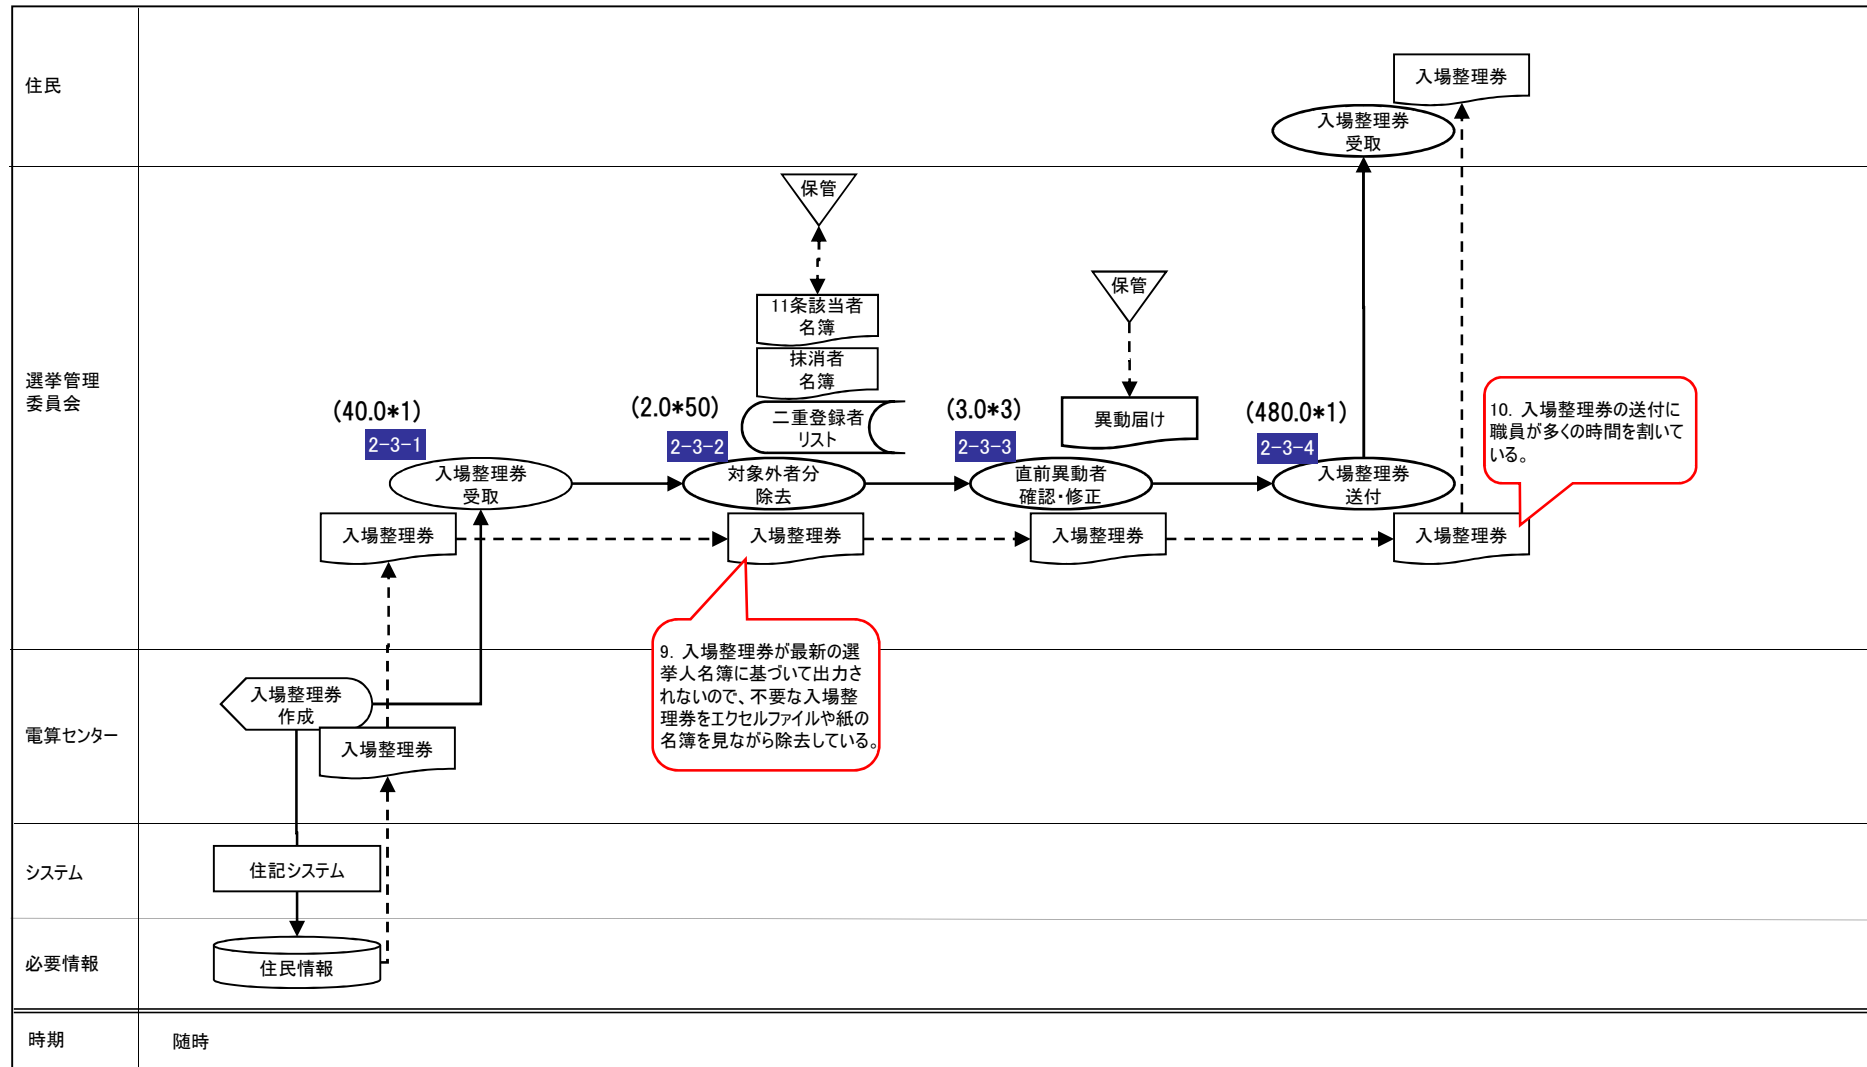 住民
入場整理券
入場整理券
受取
選挙管理
委員会
保管
11条該当者
名簿
抹消者
名簿
二重登録者
リスト
保管
異動届け
(40.0*1)
2-3-1
入場整理券
受取
(2.0*50)
2-3-2
対象外者分
除去
(3.0*3)
2-3-3
直前異動者
確認・修正
(480.0*1)
2-3-4
入場整理券
送付
10. 入場整理券の送付に
職員が多くの時間を割いて
いる。
入場整理券
入場整理券
入場整理券
入場整理券
9. 入場整理券が最新の選
挙人名簿に基づいて出力さ
れないので、不要な入場整
理券をエクセルファイルや紙の
名簿を見ながら除去している。
電算センター
入場整理券
作成
入場整理券
システム
住記システム
必要情報
住民情報
時期
随時